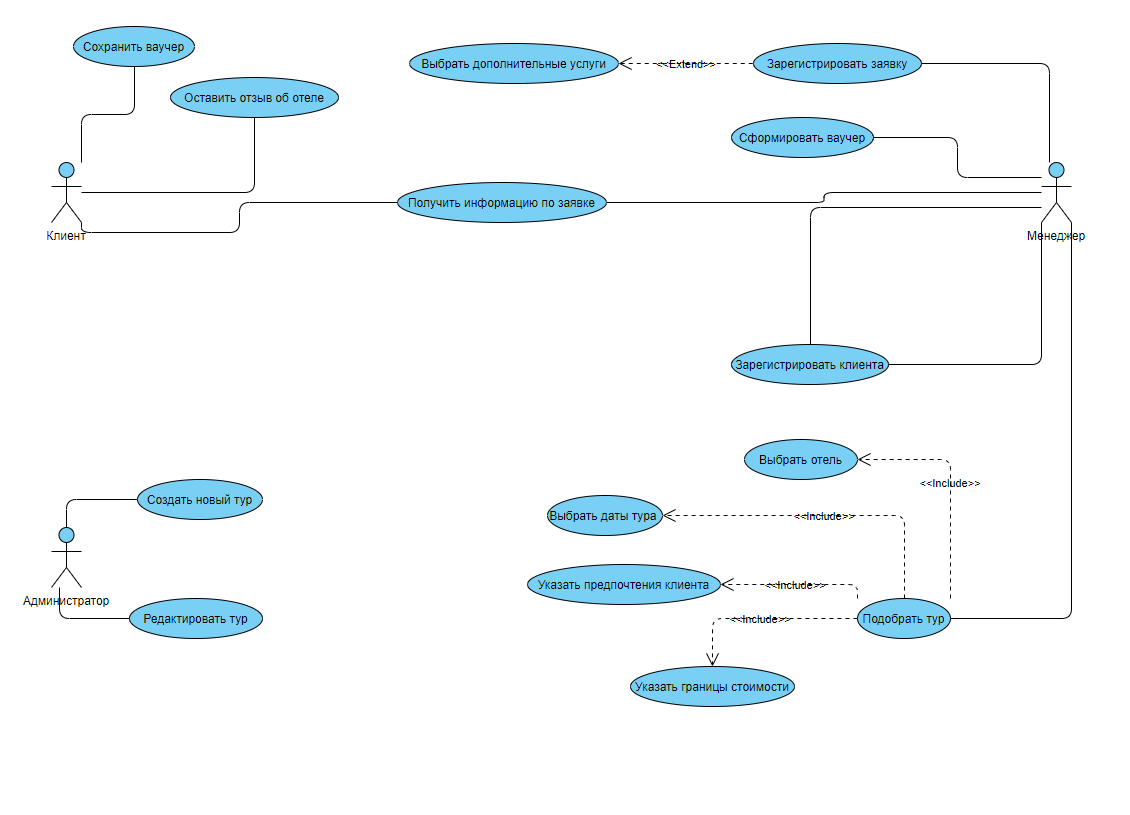 Сохранить ваучер
Выбрать дополнительные услуги
<<Extend>>
Зарегистрировать заявку
Оставить отзыв об отеле
Сформировать ваучер
Получить информацию по заявке
Клиент
Менеджер
Зарегистрировать клиента
Выбрать отель
<<Include>>
Создать новый тур
Выбрать даты тура
<<Include>>
Указать предпочтения клиента
<<Include>>
Администратор
Редактировать тур
<<Include>>
Подобрать тур
Указать границы стоимости